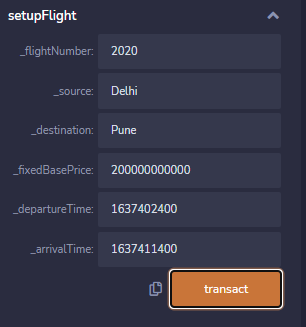 setupFlight
_flightNumber: 2020
_source: Delhi
_destination: Pune
_fixedBasePrice: 200000000000
_departureTime: 1637402400
_arrivalTime: 1637411400
transact